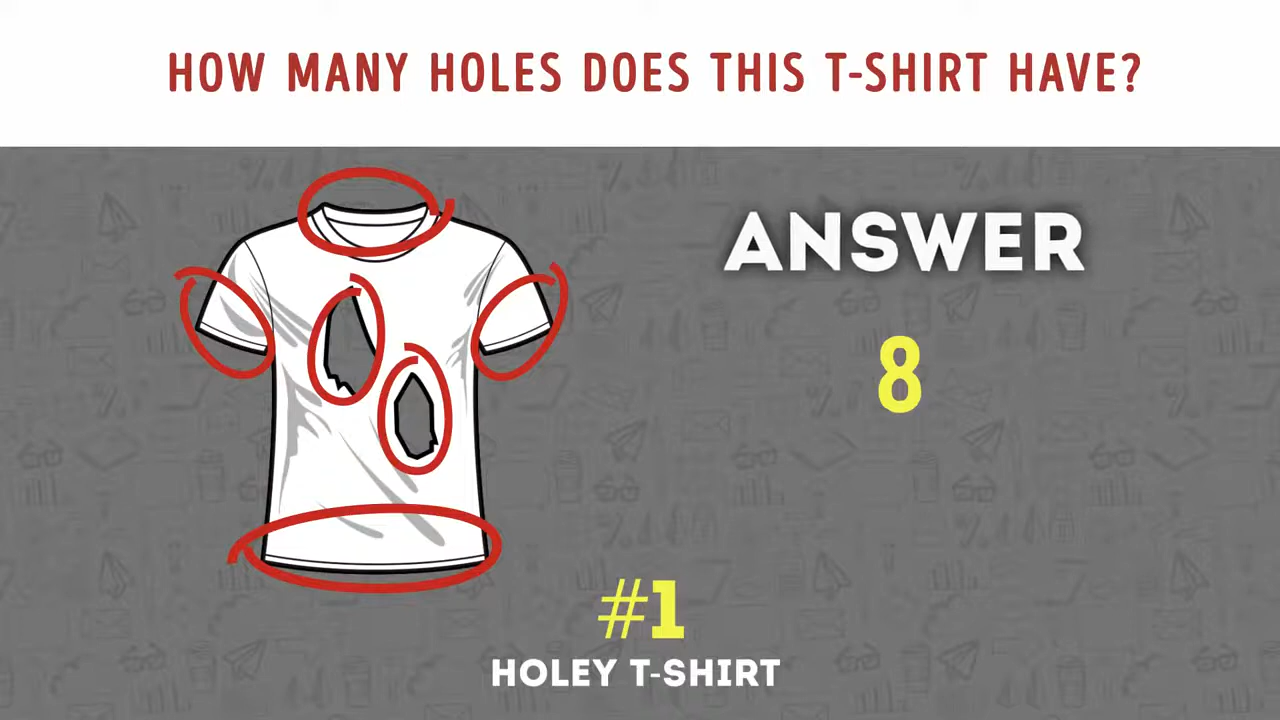 HOW MANY HOLES DOES THIS T-SHIRT HAVE?
ANSWER
8
#1
HOLEY T-SHIRT